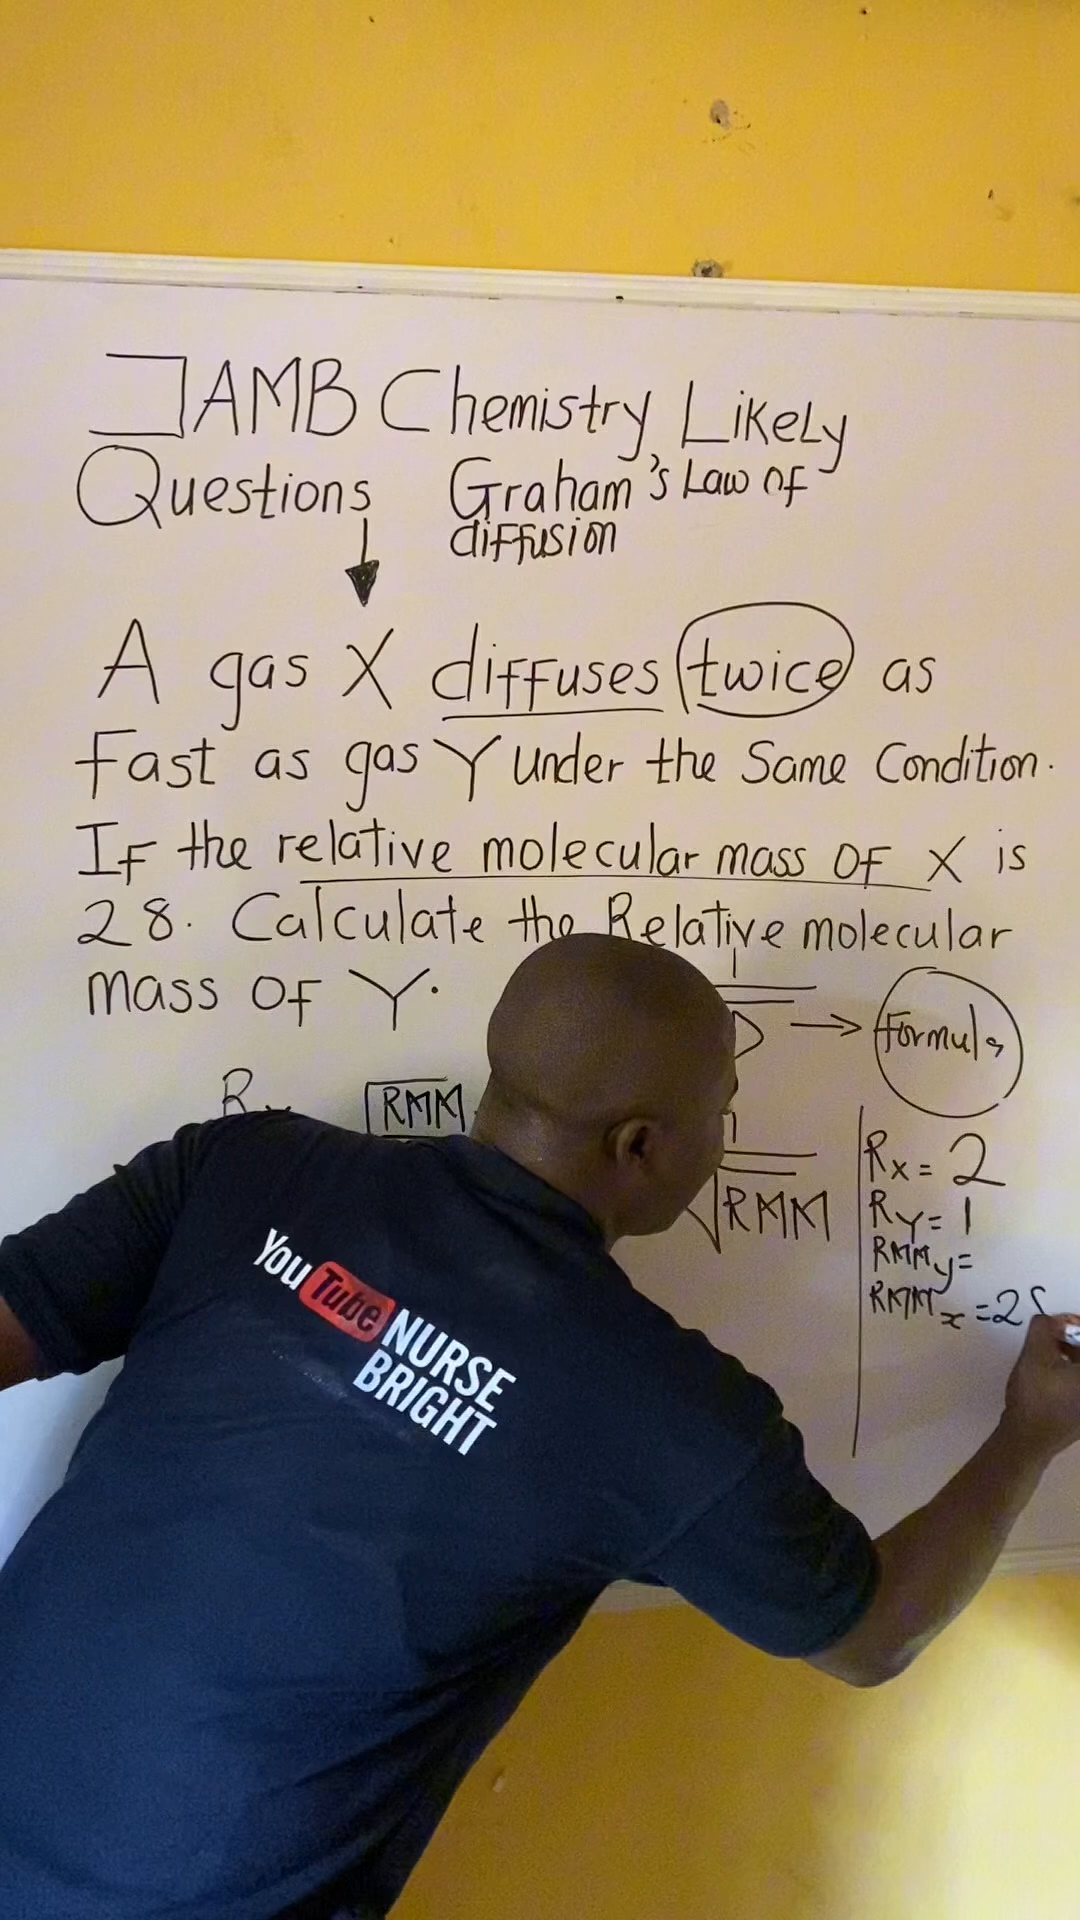 JAMB Chemistry Likely
Questions Graham's Law of
diffusion
A gas X diffuses twice as
Fast as gas Y under the Same Condition.
If the relative molecular mass of X is
28. Calculate the Relative molecular
mass of Y.
Formula
RMM
√RMM
Rx = 2
RY = 1
RMMy =
RMMx = 28
YouTube NURSE
BRIGHT